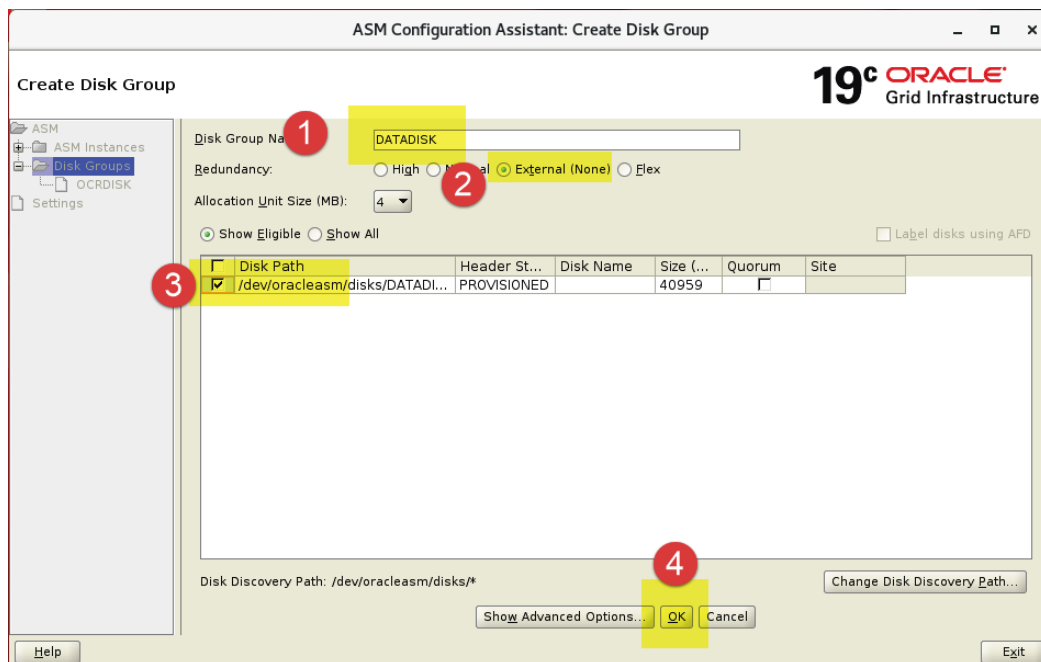 ASM Configuration Assistant: Create Disk Group
Create Disk Group
19c ORACLE
Grid Infrastructure
ASM
ASM Instances
Disk Groups
OCRDISK
Settings
Disk Group Na 1 DATADISK
Redundancy: High N al External (None) Flex
2
Allocation Unit Size (MB): 4
Show Eligible Show All Label disks using AFD
Disk Path Header St... Disk Name Size (... Quorum Site
3 /dev/oracleasm/disks/DATADI... PROVISIONED 40959
4
Disk Discovery Path: /dev/oracleasm/disks/* Change Disk Discovery Path...
Show Advanced Options... OK Cancel
Help Exit